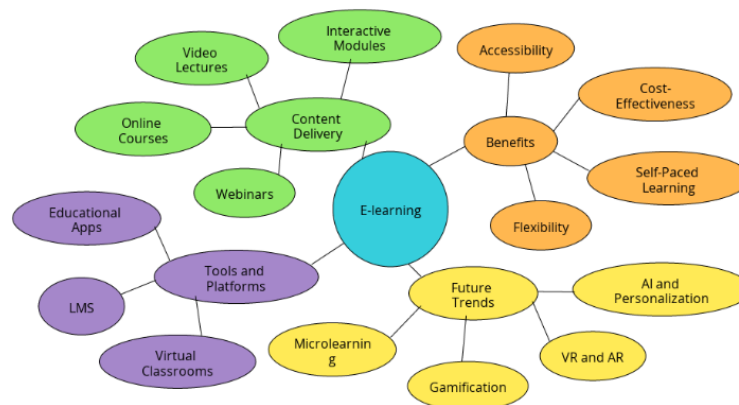 Interactive
Modules
Video
Lectures
Online
Courses
Content
Delivery
Webinars
Accessibility
Cost-
Effectiveness
Benefits
Self-Paced
Learning
Flexibility
E-learning
Educational
Apps
Tools and
Platforms
LMS
Virtual
Classrooms
Future
Trends
AI and
Personalization
Microlearnin
g
VR and AR
Gamification